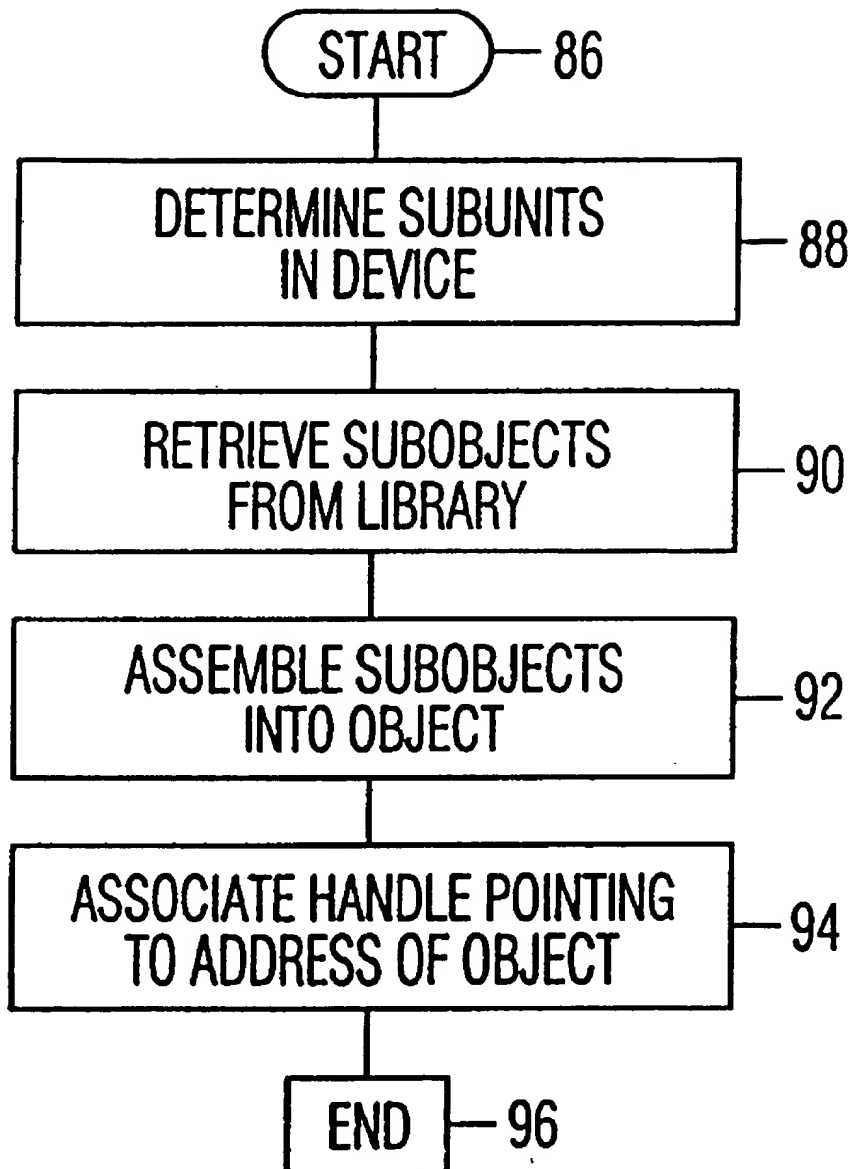 START 86
DETERMINE SUBUNITS
IN DEVICE
88
RETRIEVE SUBOBJECTS
FROM LIBRARY
90
ASSEMBLE SUBOBJECTS
INTO OBJECT
92
ASSOCIATE HANDLE POINTING
TO ADDRESS OF OBJECT
94
END 96